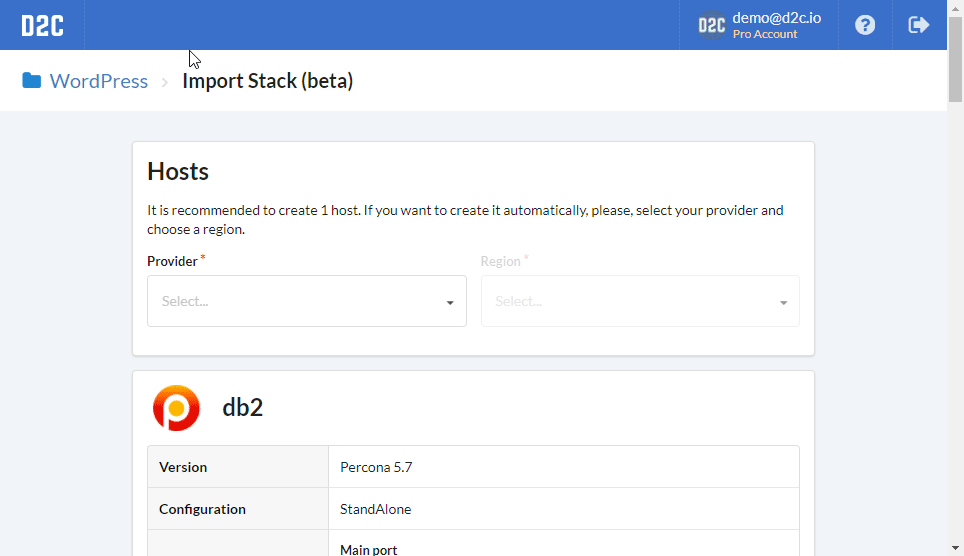 D2C
D2C
demo@d2c.io
Pro Account
?
WordPress
Import Stack (beta)
Hosts
It is recommended to create 1 host. If you want to create it automatically, please, select your provider and
choose a region.
Provider *
Region *
Select...
Select...
db2
Version
Percona 5.7
Configuration
StandAlone
Main port